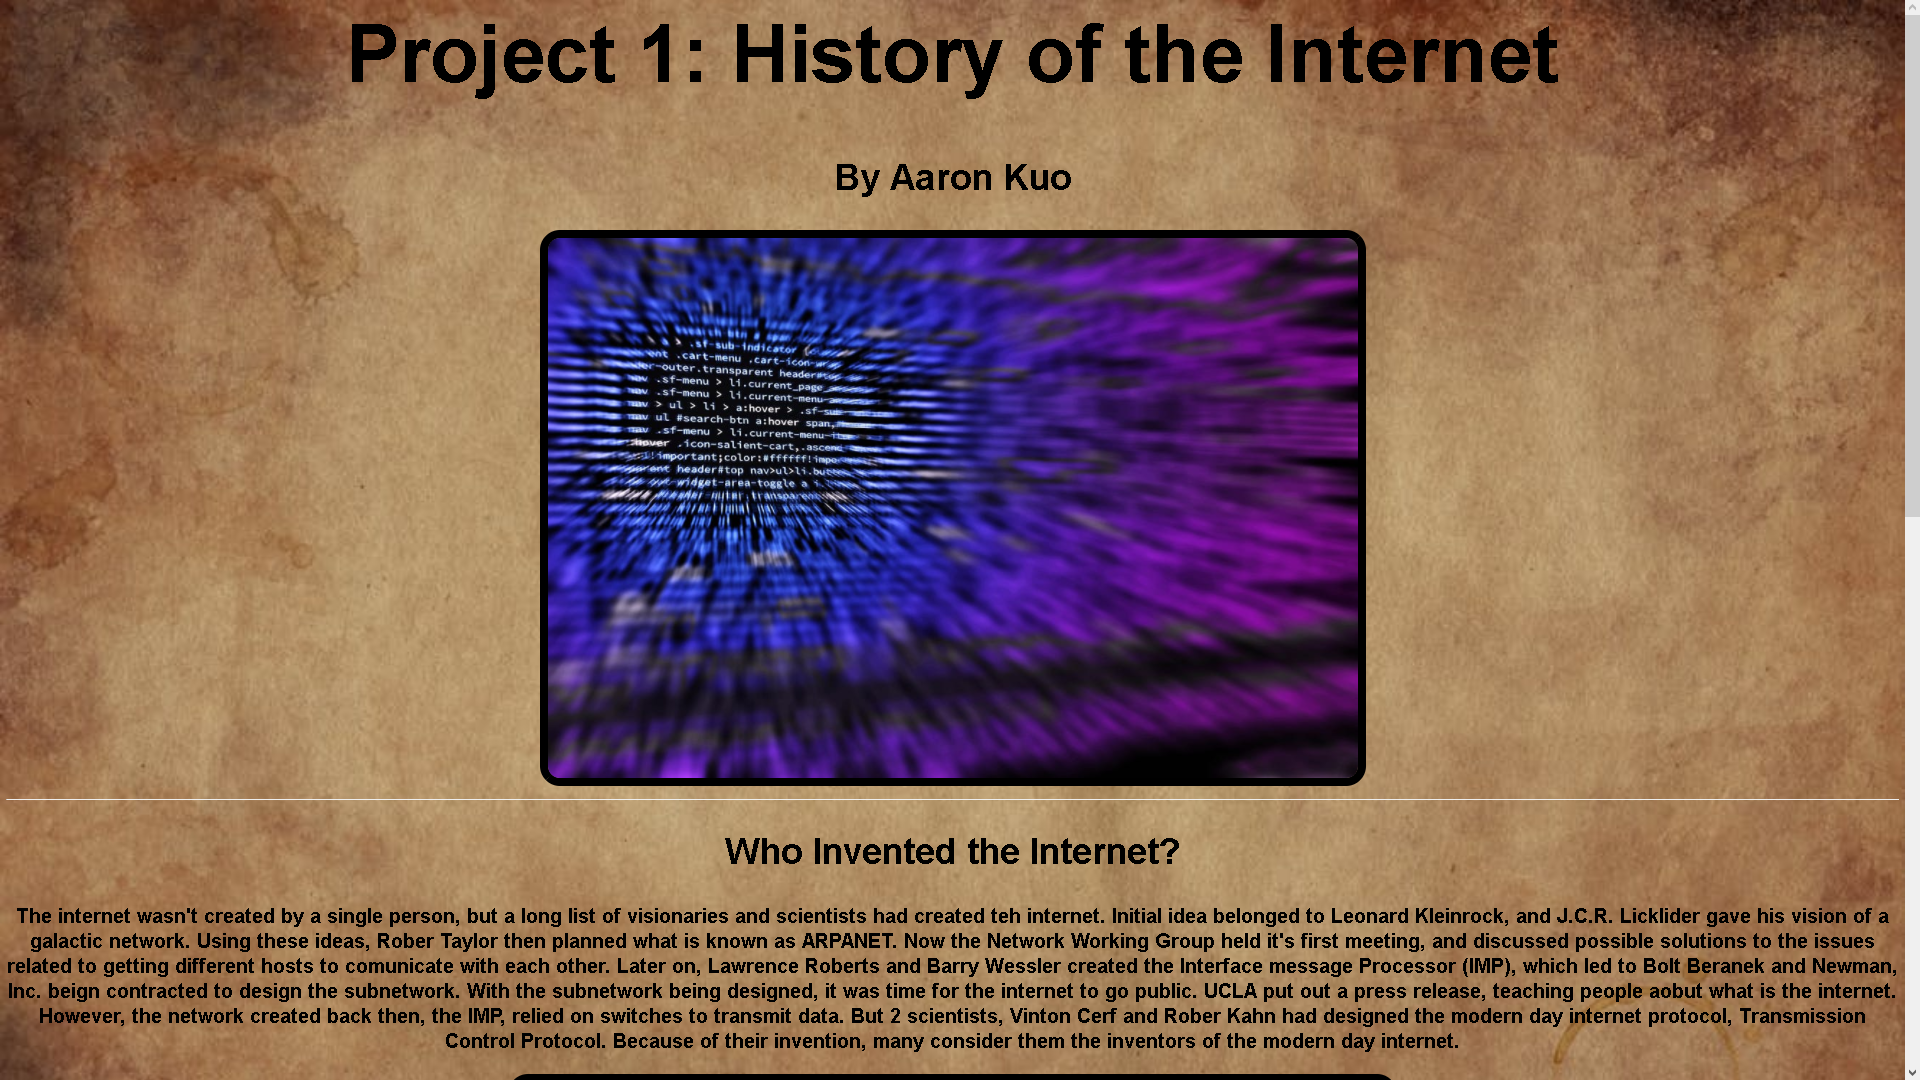 Project 1: History of the Internet
By Aaron Kuo
> .sf-sub-indicator
.cart-menu .cart-icon-
-outer.transparent header#top
.sf-menu > li.current_page_
.sf-menu > li.current-menu-
> ul > li > a:hover > .sf-sub
ul #search-btn a:hover span,
.sf-menu > li.current-menu-
hover .icon-salient-cart,.ascend
!important;color:#ffffff!impo
header#top nav>ul>li.bu
-widget-area-toggle a i.
Who Invented the Internet?
The internet wasn't created by a single person, but a long list of visionaries and scientists had created teh internet. Initial idea belonged to Leonard Kleinrock, and J.C.R. Licklider gave his vision of a
galactic network. Using these ideas, Rober Taylor then planned what is known as ARPANET. Now the Network Working Group held it's first meeting, and discussed possible solutions to the issues
related to getting different hosts to comunicate with each other. Later on, Lawrence Roberts and Barry Wessler created the Interface message Processor (IMP), which led to Bolt Beranek and Newman,
Inc. beign contracted to design the subnetwork. With the subnetwork being designed, it was time for the internet to go public. UCLA put out a press release, teaching people aobut what is the internet.
However, the network created back then, the IMP, relied on switches to transmit data. But 2 scientists, Vinton Cerf and Rober Kahn had designed the modern day internet protocol, Transmission
Control Protocol. Because of their invention, many consider them the inventors of the modern day internet.